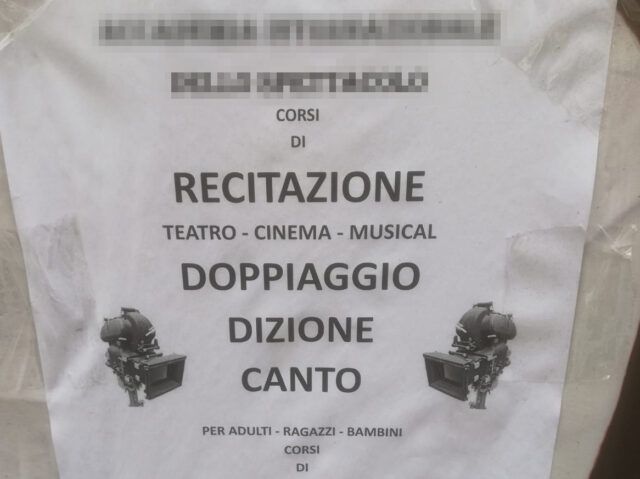 CORSI
DI
RECITAZIONE
TEATRO - CINEMA - MUSICAL
DOPPIAGGIO
DIZIONE
CANTO
PER ADULTI - RAGAZZI - BAMBINI
CORSI
DI